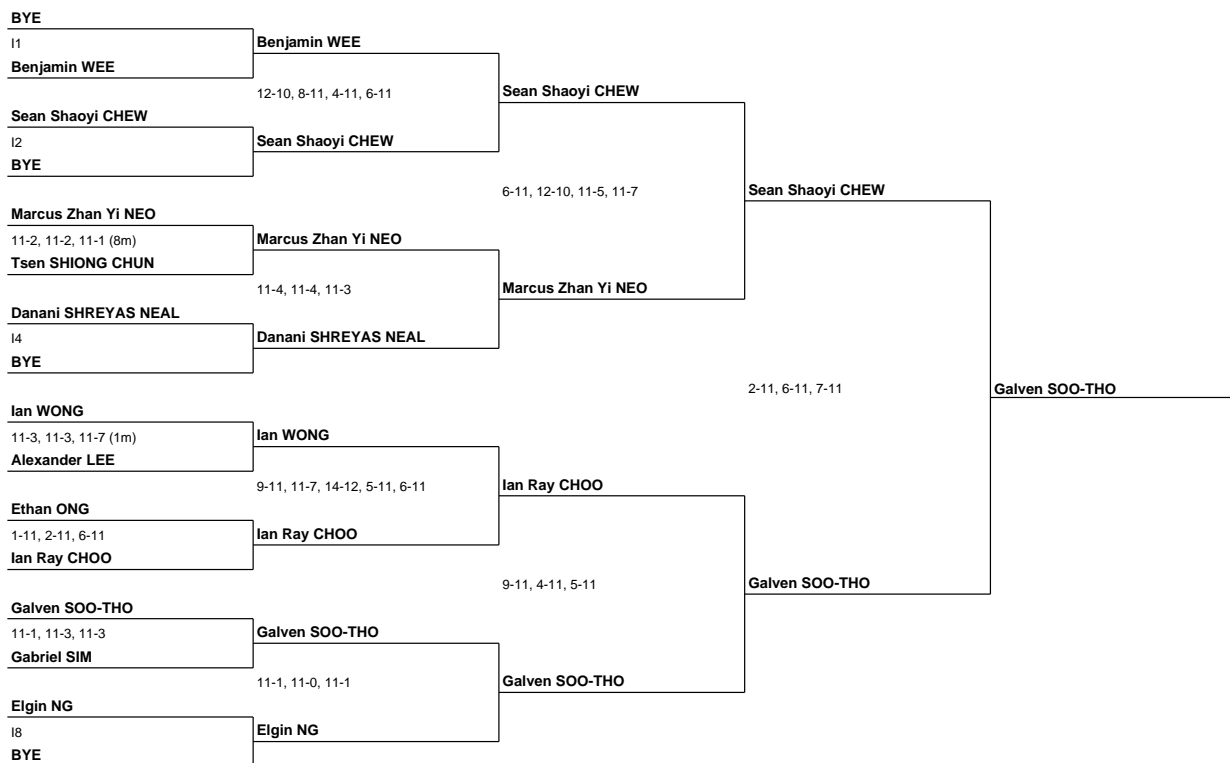 BYE
I1
Benjamin WEE
Benjamin WEE
12-10, 8-11, 4-11, 6-11
Sean Shaoyi CHEW
Sean Shaoyi CHEW
I2
BYE
Sean Shaoyi CHEW
6-11, 12-10, 11-5, 11-7
Sean Shaoyi CHEW
Marcus Zhan Yi NEO
11-2, 11-2, 11-1 (8m)
Tsen SHIONG CHUN
Marcus Zhan Yi NEO
11-4, 11-4, 11-3
Marcus Zhan Yi NEO
Danani SHREYAS NEAL
I4
BYE
Danani SHREYAS NEAL
2-11, 6-11, 7-11
Galven SOO-THO
Ian WONG
11-3, 11-3, 11-7 (1m)
Alexander LEE
Ian WONG
9-11, 11-7, 14-12, 5-11, 6-11
Ian Ray CHOO
Ethan ONG
1-11, 2-11, 6-11
Ian Ray CHOO
Ian Ray CHOO
9-11, 4-11, 5-11
Galven SOO-THO
Galven SOO-THO
11-1, 11-3, 11-3
Gabriel SIM
Galven SOO-THO
11-1, 11-0, 11-1
Galven SOO-THO
Elgin NG
I8
BYE
Elgin NG